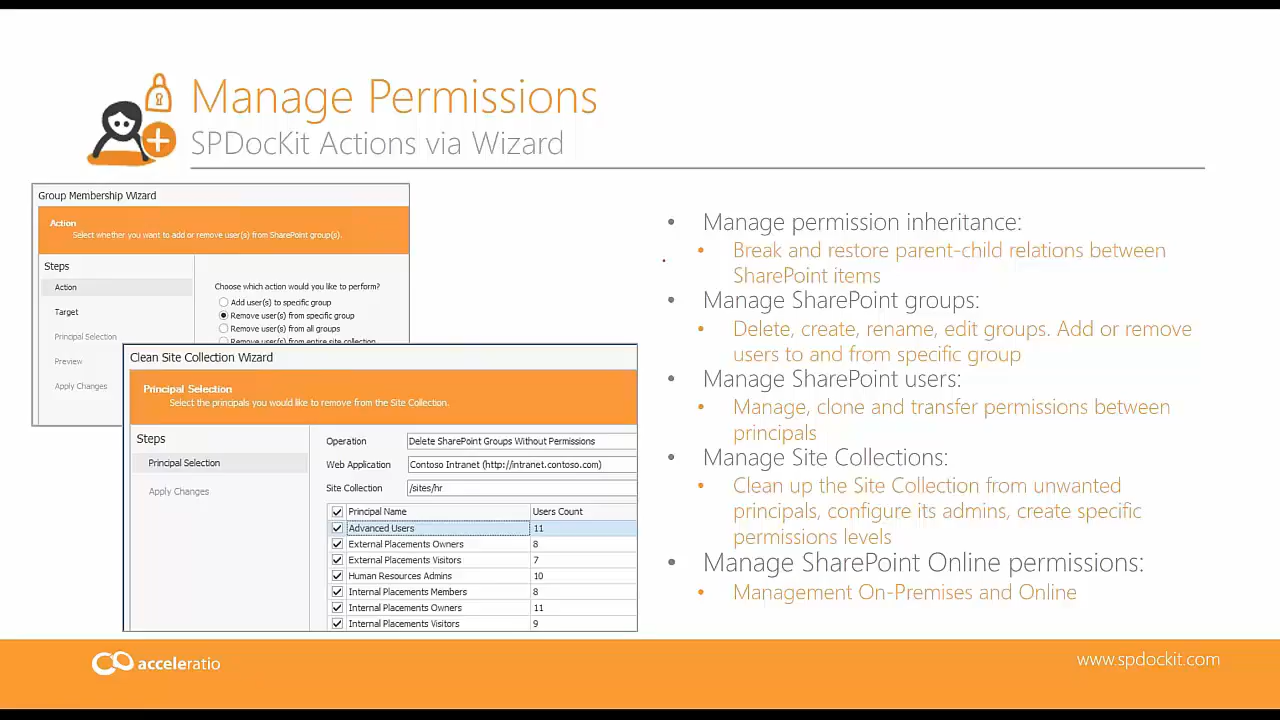 Manage Permissions
SPDocKit Actions via Wizard
Group Membership Wizard
Action
Select whether you want to add or remove user(s) from SharePoint group(s).
Steps
Action
Target
Principal Selection
Preview
Apply Changes
Choose which action would you like to perform?
Add user(s) to specific group
Remove user(s) from specific group
Remove user(s) from all groups
Remove user(s) from entire site collection
Clean Site Collection Wizard
Principal Selection
Select the principals you would like to remove from the Site Collection.
Steps
Principal Selection
Apply Changes
Operation Delete SharePoint Groups Without Permissions
Web Application Contoso Intranet (http://intranet.contoso.com)
Site Collection /sites/hr
Principal Name Users Count
Advanced Users 11
External Placements Owners 8
External Placements Visitors 7
Human Resources Admins 10
Internal Placements Members 8
Internal Placements Owners 11
Internal Placements Visitors 9
• Manage permission inheritance:
• Break and restore parent-child relations between
SharePoint items
• Manage SharePoint groups:
• Delete, create, rename, edit groups. Add or remove
users to and from specific group
• Manage SharePoint users:
• Manage, clone and transfer permissions between
principals
• Manage Site Collections:
• Clean up the Site Collection from unwanted
principals, configure its admins, create specific
permissions levels
• Manage SharePoint Online permissions:
• Management On-Premises and Online
acceleratio
www.spdockit.com